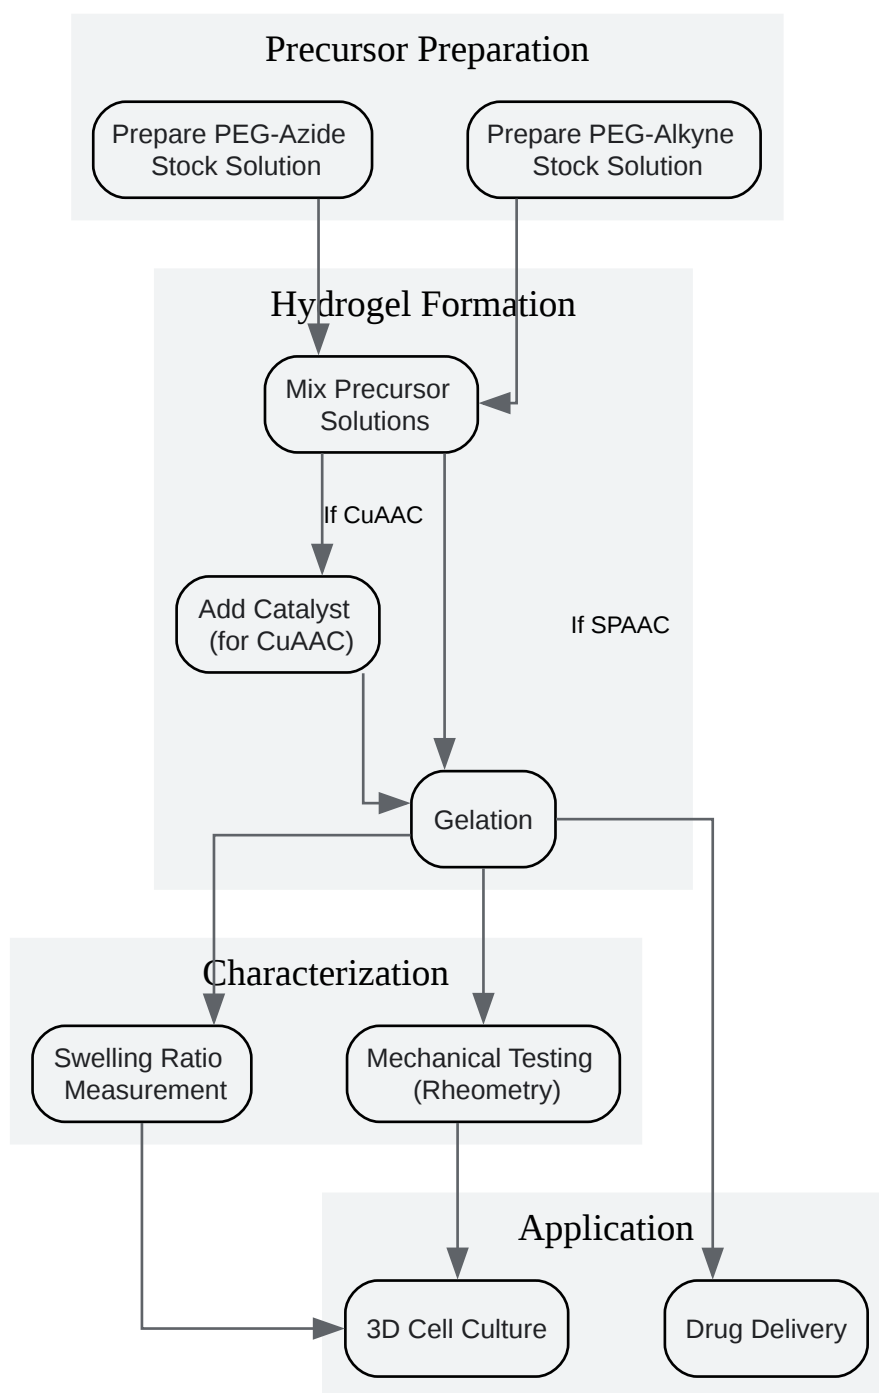 Precursor Preparation
Prepare PEG-Azide
Stock Solution
Prepare PEG-Alkyne
Stock Solution
Hydrogel Formation
Mix Precursor
Solutions
If CuAAC
Add Catalyst
(for CuAAC)
If SPAAC
Gelation
Characterization
Swelling Ratio
Measurement
Mechanical Testing
(Rheometry)
Application
3D Cell Culture
Drug Delivery